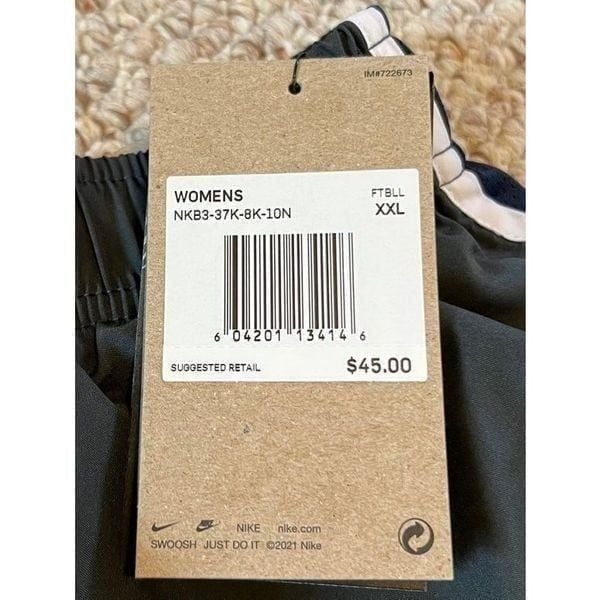 IM#722673
WOMENS FTBLL
NKB3-37K-8K-10N XXL
6 04201 13414 6
SUGGESTED RETAIL $45.00
NIKE nike.com
SWOOSH JUST DO IT ©2021 Nike